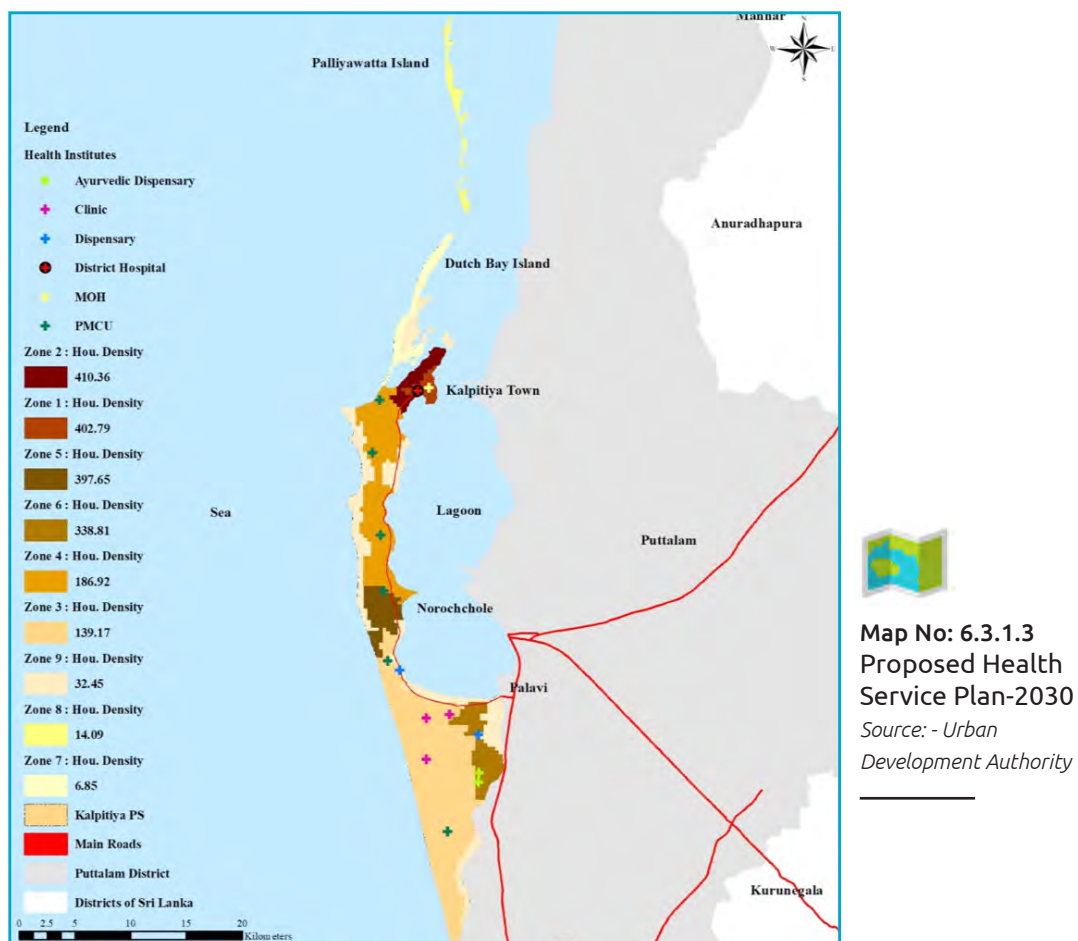 Mannar
N
W
E
S
Palliyawatta Island
Legend
Health Institutes
Ayurvedic Dispensary
Clinic
Dispensary
District Hospital
MOH
PMCU
Zone 2 : Hou. Density
410.36
Zone 1 : Hou. Density
402.79
Zone 5 : Hou. Density
397.65
Zone 6 : Hou. Density
338.81
Zone 4 : Hou. Density
186.92
Zone 3 : Hou. Density
139.17
Zone 9 : Hou. Density
32.45
Zone 8 : Hou. Density
14.09
Zone 7 : Hou. Density
6.85
Kalpitiya PS
Main Roads
Puttalam District
Districts of Sri Lanka
0 2.5 5 10 15 20
Kilometers
Anuradhapura
Dutch Bay Island
Kalpitiya Town
Sea
Lagoon
Puttalam
Norochchole
Palavi
Kurunegala
Map No: 6.3.1.3
Proposed Health
Service Plan-2030
Source: - Urban
Development Authority